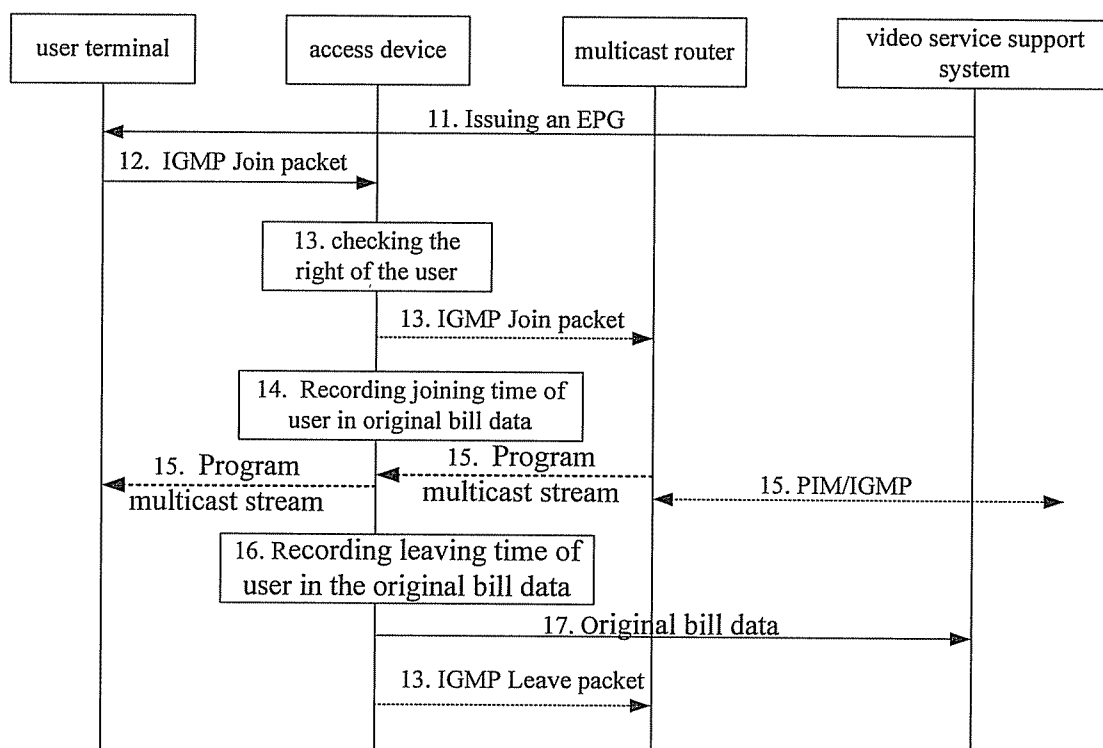 user terminal
access device
multicast router
video service support
system
11. Issuing an EPG
12. IGMP Join packet
13. checking the
right of the user
13. IGMP Join packet
14. Recording joining time of
user in original bill data
15. Program
multicast stream
15. Program
multicast stream
15. PIM/IGMP
16. Recording leaving time of
user in the original bill data
17. Original bill data
13. IGMP Leave packet